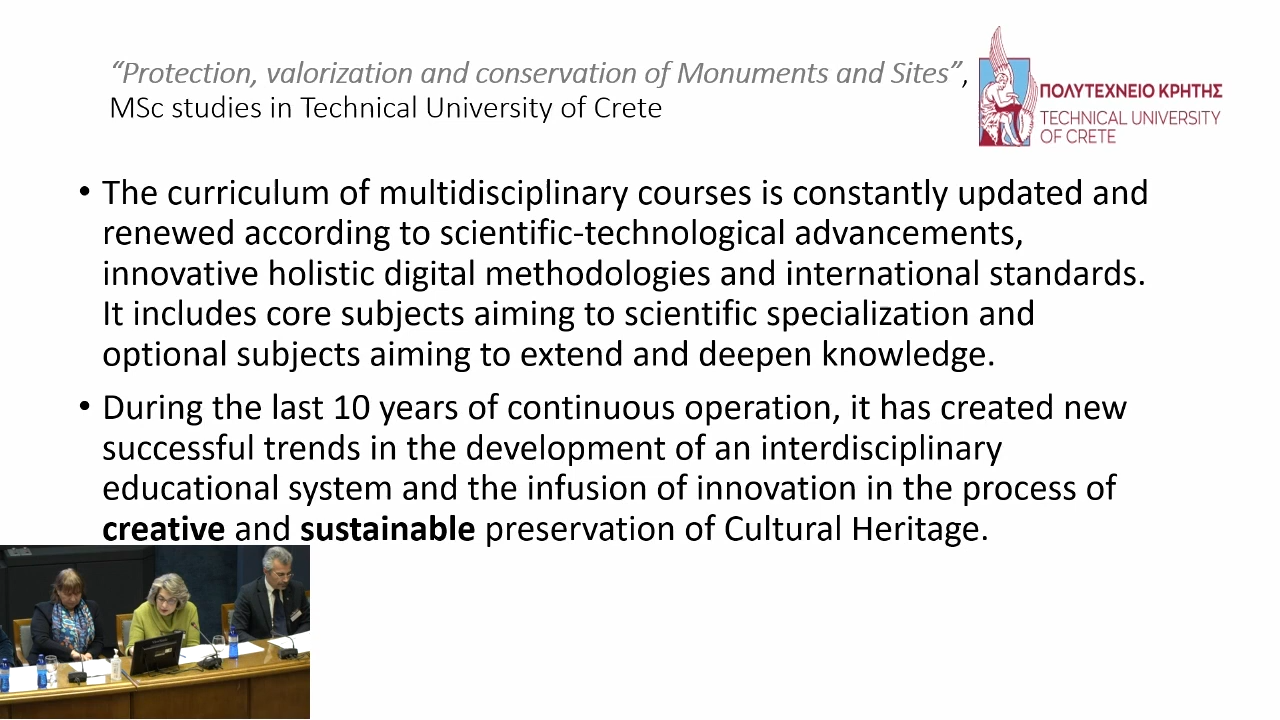 “Protection, valorization and conservation of Monuments and Sites”,
MSc studies in Technical University of Crete
ΠΟΛΥΤΕΧΝΕΙΟ ΚΡΗΤΗΣ
TECHNICAL UNIVERSITY
OF CRETE
• The curriculum of multidisciplinary courses is constantly updated and
renewed according to scientific-technological advancements,
innovative holistic digital methodologies and international standards.
It includes core subjects aiming to scientific specialization and
optional subjects aiming to extend and deepen knowledge.
• During the last 10 years of continuous operation, it has created new
successful trends in the development of an interdisciplinary
educational system and the infusion of innovation in the process of
creative and sustainable preservation of Cultural Heritage.